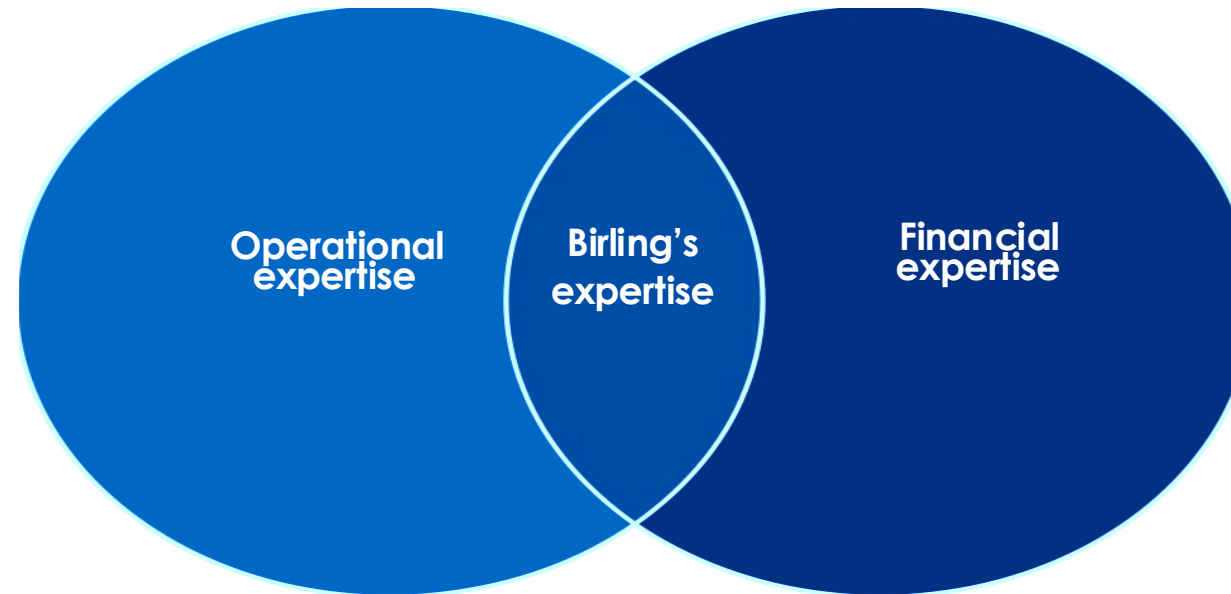 Operational
expertise
Birling’s
expertise
Financial
expertise